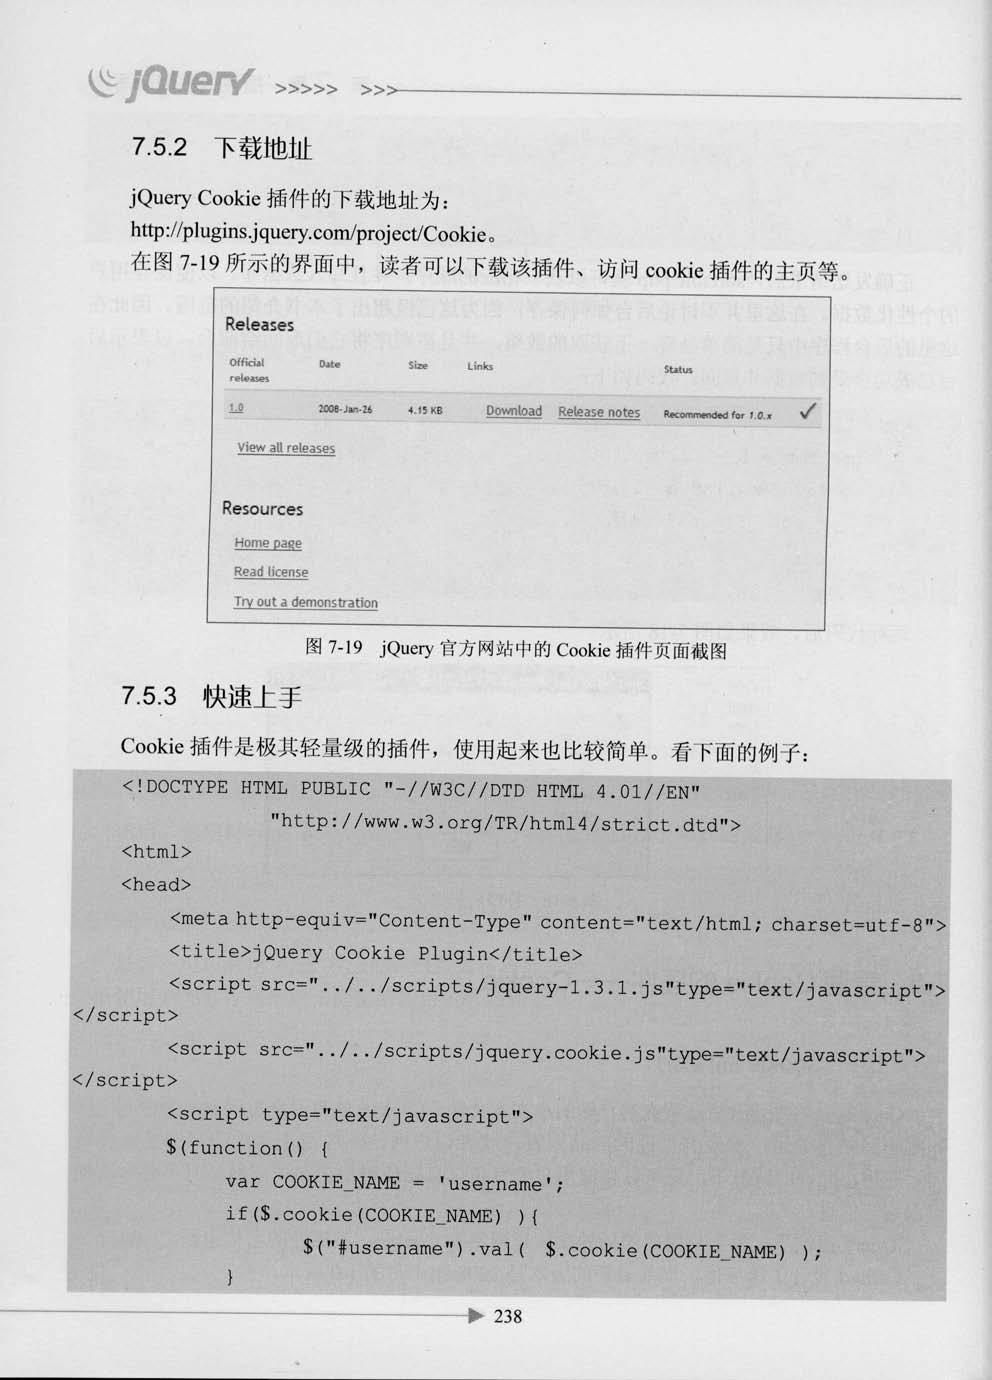 jQuery >>>>> >>>
7.5.2 下载地址
jQuery Cookie 插件的下载地址为：
http://plugins.jquery.com/project/Cookie。
在图 7-19 所示的界面中，读者可以下载该插件、访问 cookie 插件的主页等。
Releases
Official releases Date Size Links Status
1.0 2008-Jan-26 4.15 KB Download Release notes Recommended for 1.0.x ✓
View all releases
Resources
Home page
Read license
Try out a demonstration
图 7-19 jQuery 官方网站中的 Cookie 插件页面截图
7.5.3 快速上手
Cookie 插件是极其轻量级的插件，使用起来也比较简单。看下面的例子：
<!DOCTYPE HTML PUBLIC "-//W3C//DTD HTML 4.01//EN"
"http://www.w3.org/TR/html4/strict.dtd">
<html>
<head>
<meta http-equiv="Content-Type" content="text/html; charset=utf-8">
<title>jQuery Cookie Plugin</title>
<script src="../../scripts/jquery-1.3.1.js"type="text/javascript">
</script>
<script src="../../scripts/jquery.cookie.js"type="text/javascript">
</script>
<script type="text/javascript">
$(function() {
var COOKIE_NAME = 'username';
if($.cookie(COOKIE_NAME) ){
$("#username").val( $.cookie(COOKIE_NAME) );
}
238